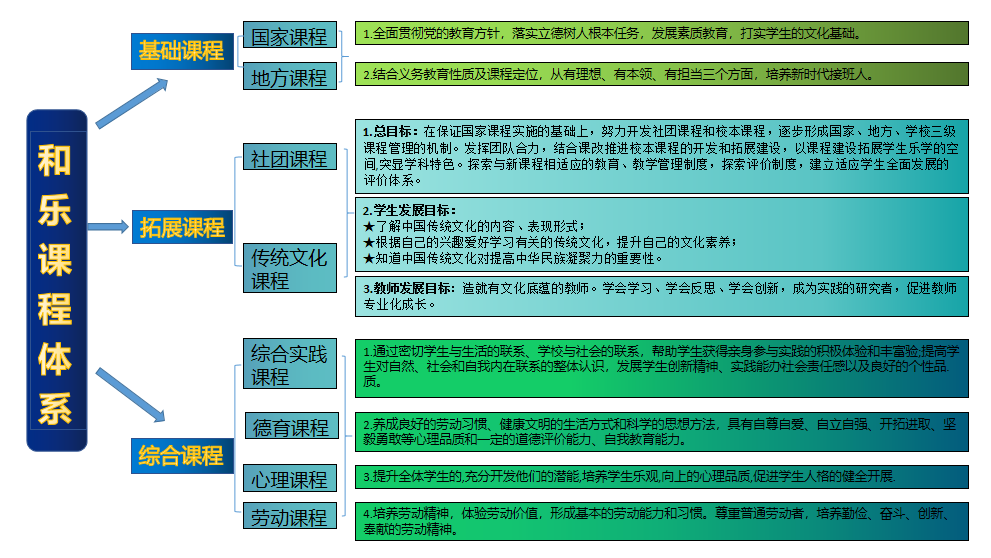 和乐课程体系
基础课程
国家课程
地方课程
1.全面贯彻党的教育方针，落实立德树人根本任务，发展素质教育，打实学生的文化基础。
2.结合义务教育性质及课程定位，从有理想、有本领、有担当三个方面，培养新时代接班人。
拓展课程
社团课程
传统文化
课程
1.总目标：在保证国家课程实施的基础上，努力开发社团课程和校本课程，逐步形成国家、地方、学校三级
课程管理的机制。发挥团队合力，结合课改推进校本课程的开发和拓展建设，以课程建设拓展学生乐学的空
间,突显学科特色。探索与新课程相适应的教育、教学管理制度，探索评价制度，建立适应学生全面发展的
评价体系。
2.学生发展目标：
★了解中国传统文化的内容、表现形式；
★根据自己的兴趣爱好学习有关的传统文化，提升自己的文化素养；
★知道中国传统文化对提高中华民族凝聚力的重要性。
3.教师发展目标：造就有文化底蕴的教师。学会学习、学会反思、学会创新，成为实践的研究者，促进教师
专业化成长。
综合课程
综合实践
课程
德育课程
心理课程
劳动课程
1.通过密切学生与生活的联系、学校与社会的联系，帮助学生获得亲身参与实践的积极体验和丰富验;提高学
生对自然、社会和自我内在联系的整体认识，发展学生创新精神、实践能办社会责任感以及良好的个性品.
质。
2.养成良好的劳动习惯、健康文明的生活方式和科学的思想方法，具有自尊自爱、自立自强、开拓进取、坚
毅勇敢等心理品质和一定的道德评价能力、自我教育能力。
3.提升全体学生的,充分开发他们的潜能,培养学生乐观,向上的心理品质,促进学生人格的健全开展.
4.培养劳动精神，体验劳动价值，形成基本的劳动能力和习惯。尊重普通劳动者，培养勤俭、奋斗、创新、
奉献的劳动精神。